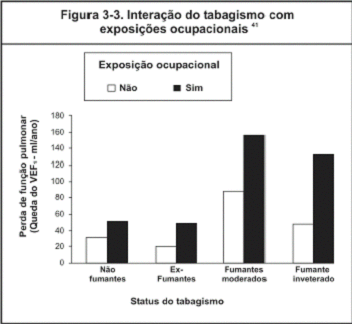 Figura 3-3. Interação do tabagismo com
exposições ocupacionais 41
Exposição ocupacional
Não
Sim
Perda de função pulmonar
(Queda do VEF₁ - ml/ano)
180
160
140
120
100
80
60
40
20
0
Não
fumantes
Ex-
Fumantes
Fumantes
moderados
Fumante
inveterado
Status do tabagismo